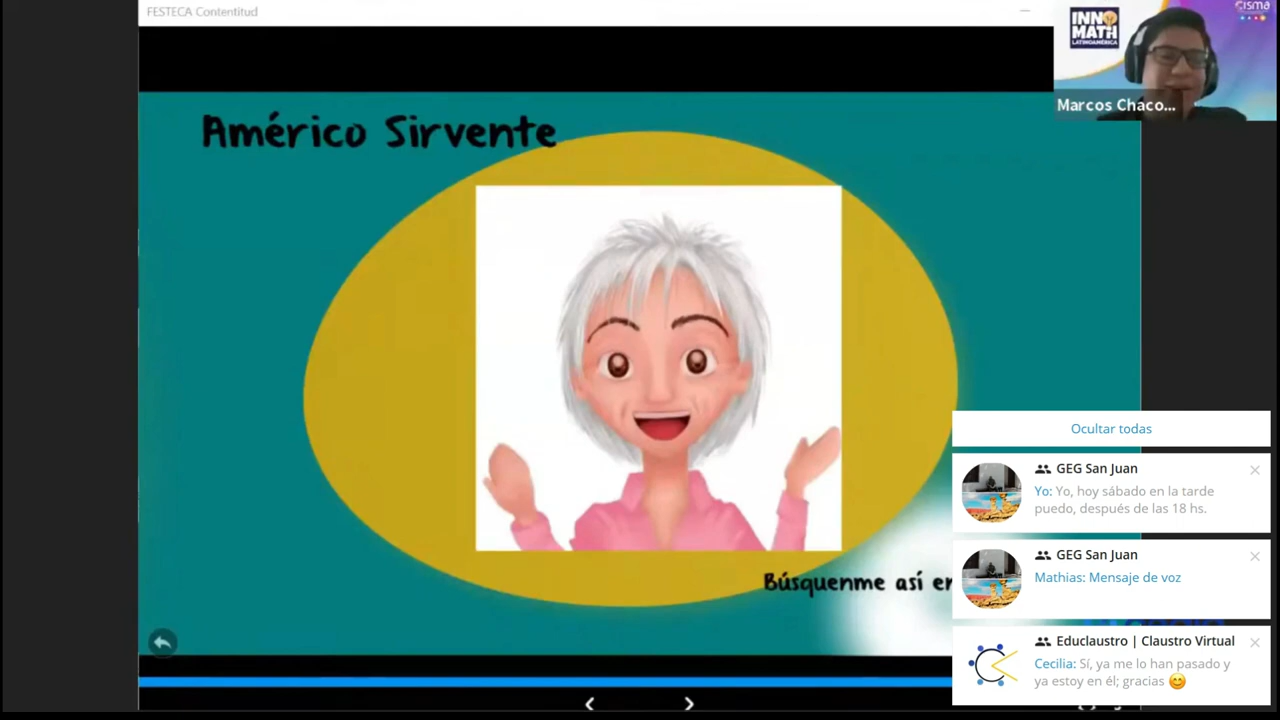 FESTECA Contentitud
cisma
INNO
MATH
LATINOAMÉRICA
Marcos Chaco...
Américo Sirvente
Búsquenme así en
Ocultar todas
GEG San Juan
Yo: Yo, hoy sábado en la tarde
puedo, después de las 18 hs.
GEG San Juan
Mathias: Mensaje de voz
Educlaustro | Claustro Virtual
Cecilia: Sí, ya me lo han pasado y
ya estoy en él; gracias 😊